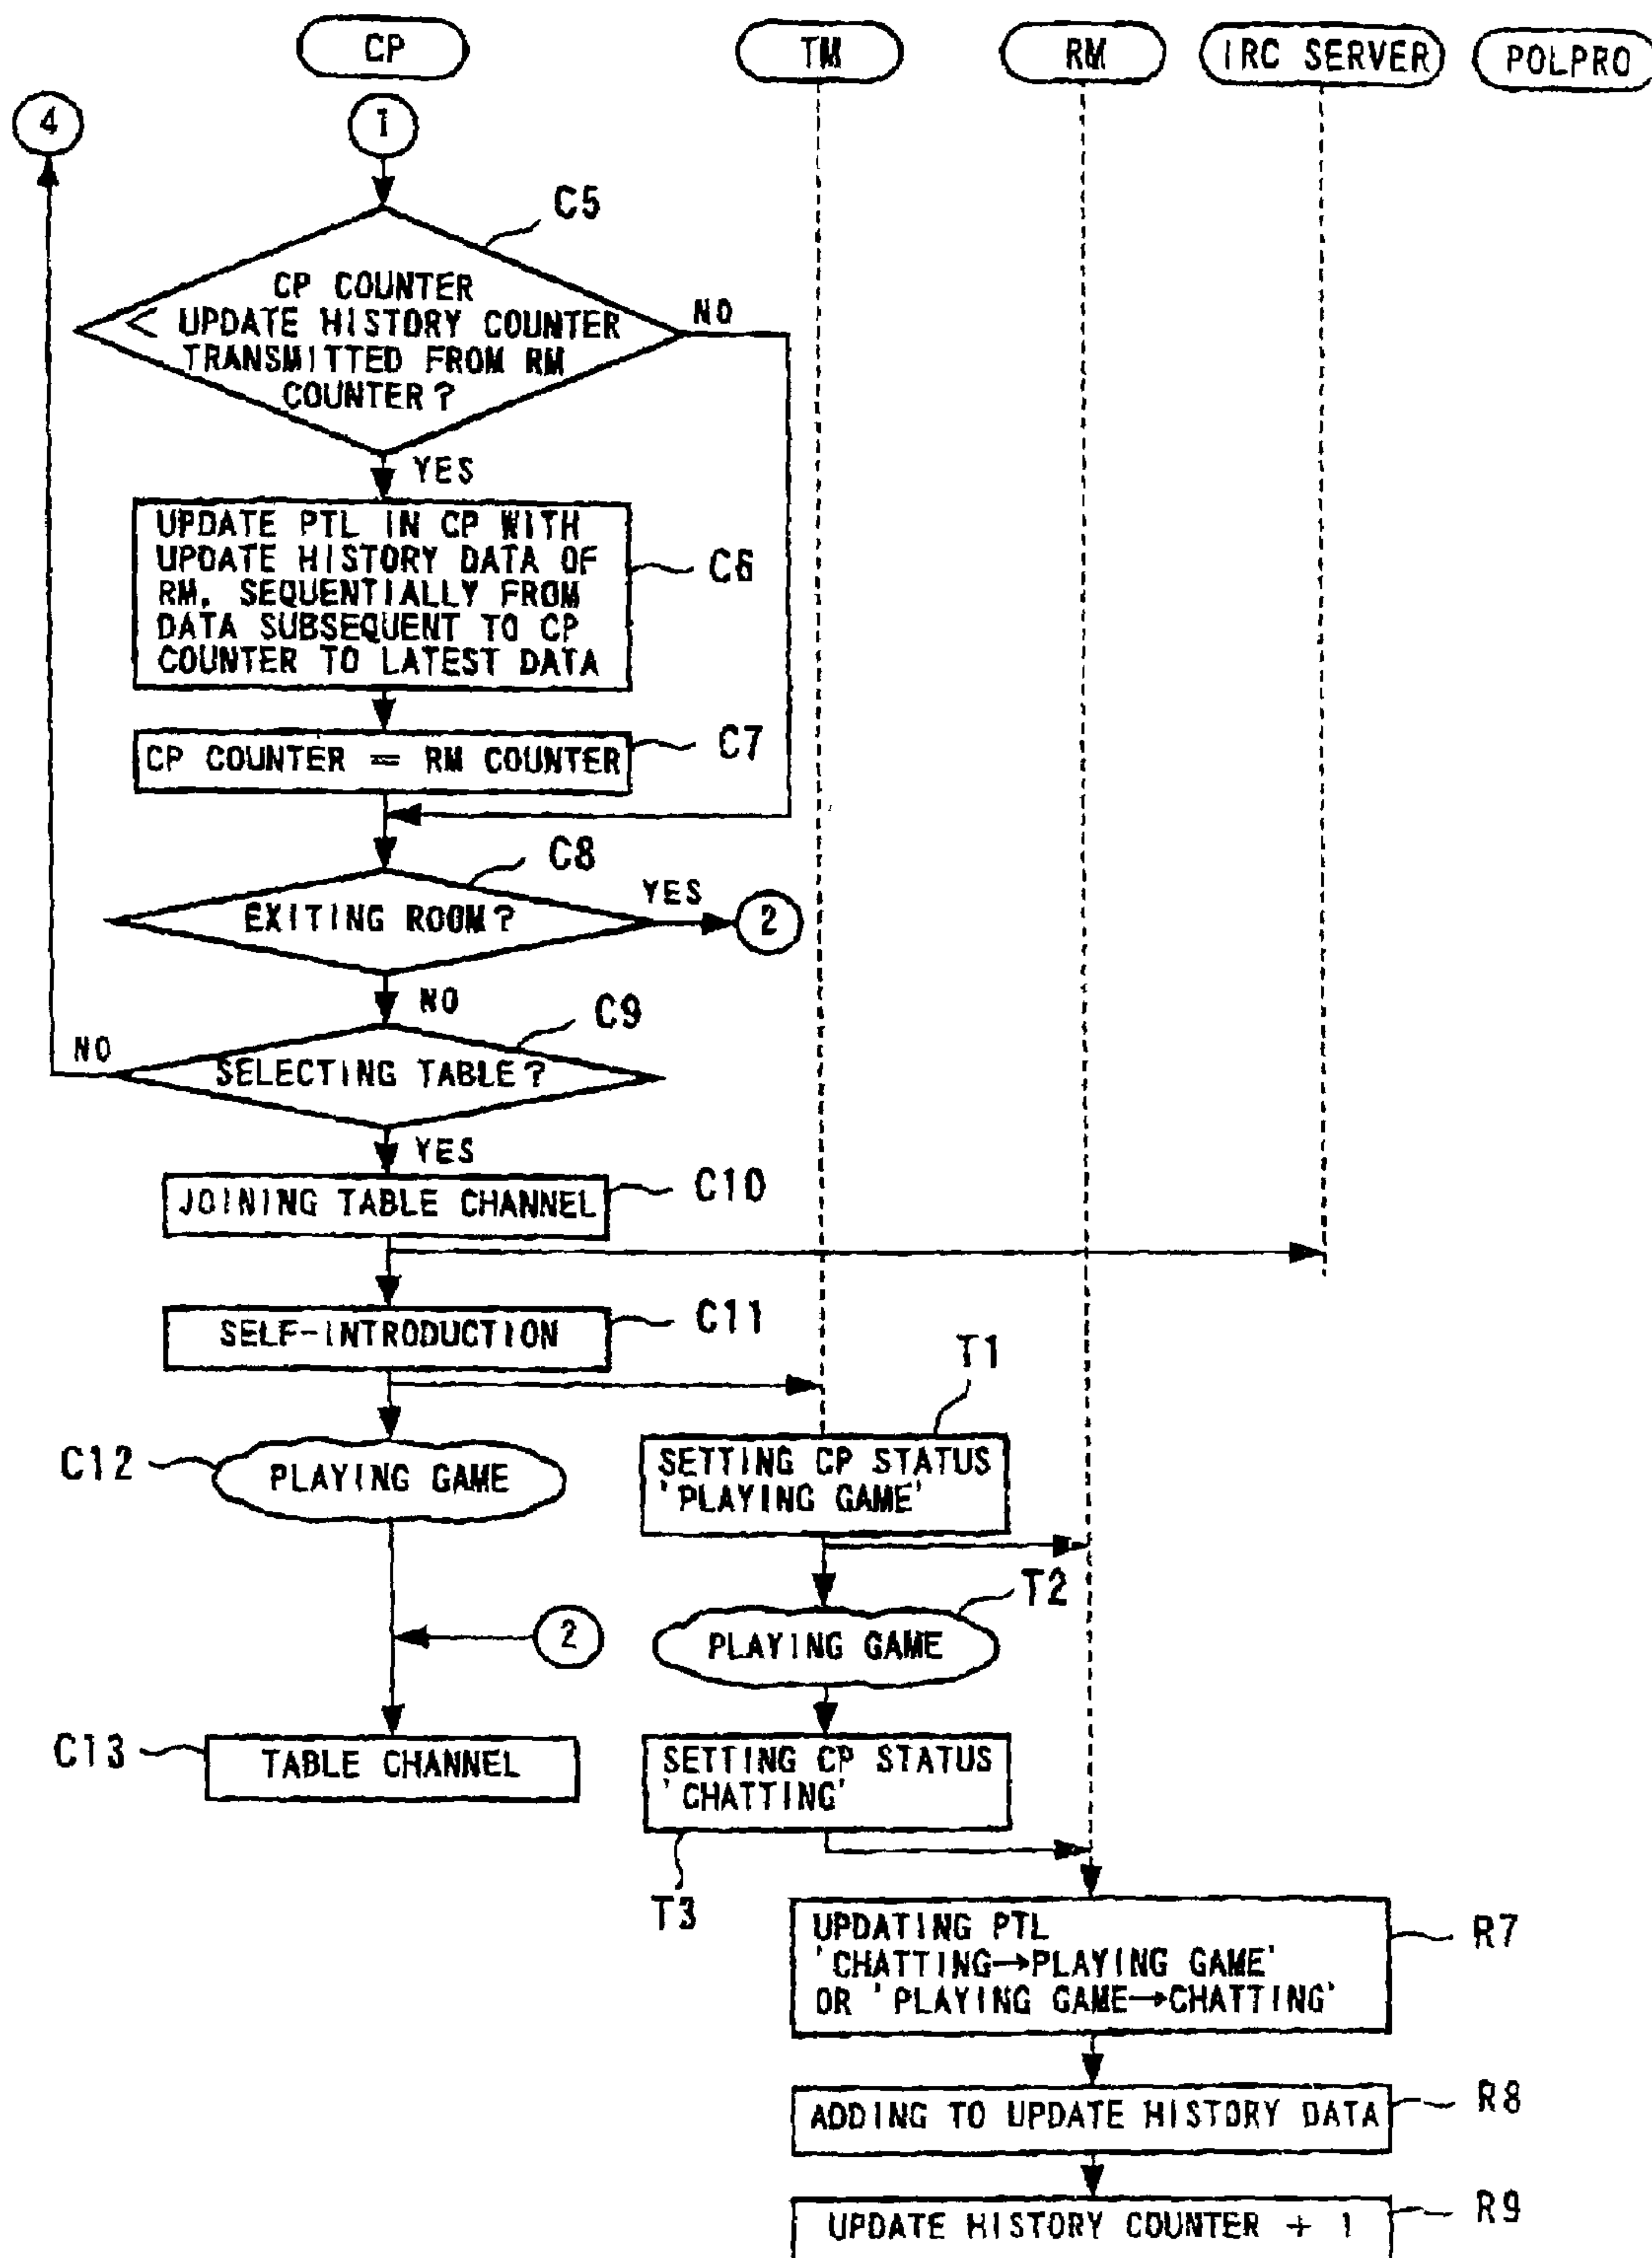 CP
TM
RM
IRC SERVER
POLPRO
4
1
C5
CP COUNTER
< UPDATE HISTORY COUNTER
TRANSMITTED FROM RM
COUNTER?
NO
YES
UPDATE PTL IN CP WITH
UPDATE HISTORY DATA OF
RM, SEQUENTIALLY FROM
DATA SUBSEQUENT TO CP
COUNTER TO LATEST DATA
C6
CP COUNTER = RM COUNTER
C7
C8
EXITING ROOM?
YES
2
NO
C9
NO
SELECTING TABLE?
YES
JOINING TABLE CHANNEL
C10
SELF-INTRODUCTION
C11
T1
C12
PLAYING GAME
SETTING CP STATUS
'PLAYING GAME'
T2
2
PLAYING GAME
C13
TABLE CHANNEL
SETTING CP STATUS
'CHATTING'
T3
UPDATING PTL
'CHATTING→PLAYING GAME'
OR 'PLAYING GAME→CHATTING'
R7
ADDING TO UPDATE HISTORY DATA
R8
UPDATE HISTORY COUNTER + 1
R9